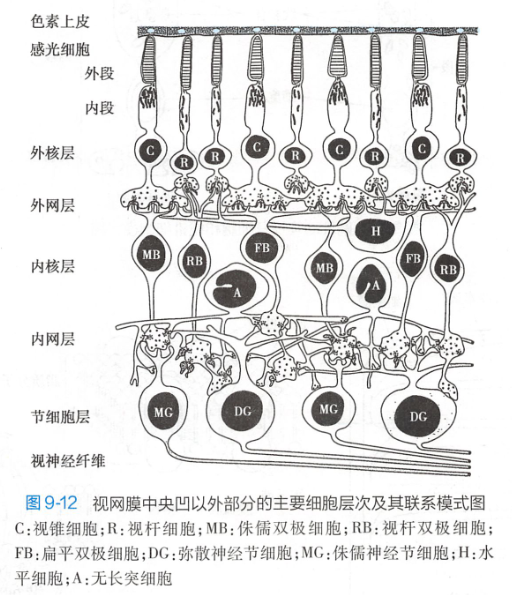 色素上皮
感光细胞
外段
内段
外核层
C R R C R C R C R
外网层
H
内核层
MB RB FB MB FB RB
A A
内网层
节细胞层
MG DG MG DG
视神经纤维
图9-12 视网膜中央凹以外部分的主要细胞层次及其联系模式图
C:视锥细胞;R:视杆细胞;MB:侏儒双极细胞;RB:视杆双极细胞;
FB:扁平双极细胞;DG:弥散神经节细胞;MG:侏儒神经节细胞;H:水
平细胞;A:无长突细胞